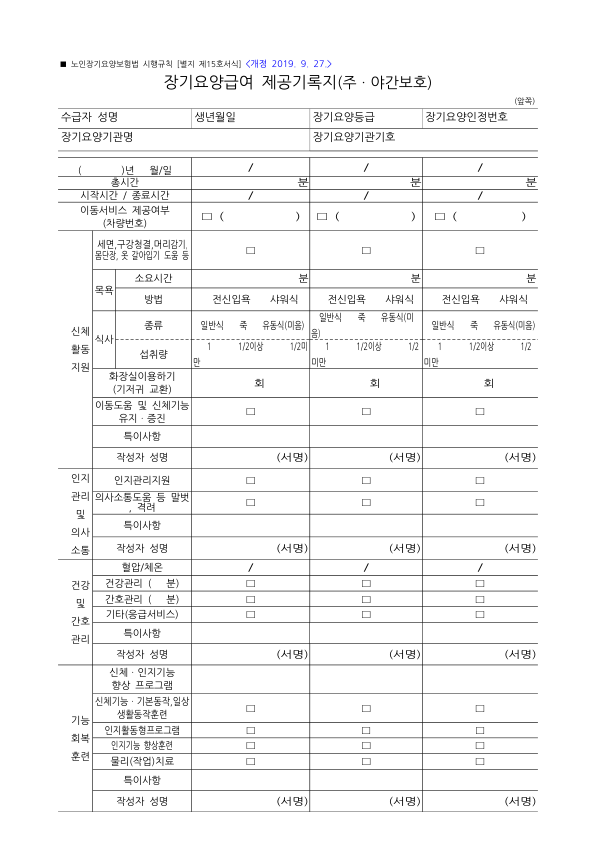 ■ 노인장기요양보험법 시행규칙 [별지 제15호서식] <개정 2019. 9. 27.>
장기요양급여 제공기록지(주ㆍ야간보호)
(앞쪽)
수급자 성명 생년월일 장기요양등급 장기요양인정번호
장기요양기관명 장기요양기관기호
( )년 월/일 / / /
총시간 분 분 분
시작시간 / 종료시간 / / /
이동서비스 제공여부
(차량번호) □ ( ) □ ( ) □ ( )
신체
활동
지원
세면,구강청결,머리감기,
몸단장, 옷 갈아입기 도움 등 □ □ □
목욕 소요시간 분 분 분
방법 전신입욕 샤워식 전신입욕 샤워식 전신입욕 샤워식
식사 종류 일반식 죽 유동식(미음) 일반식 죽 유동식(미
음) 일반식 죽 유동식(미음)
섭취량 1 1/2이상 1/2미
만 1 1/2이상 1/2
미만 1 1/2이상 1/2
미만
화장실이용하기
(기저귀 교환) 회 회 회
이동도움 및 신체기능
유지ㆍ증진 □ □ □
특이사항
작성자 성명 (서명) (서명) (서명)
인지
관리
및
의사
소통
인지관리지원 □ □ □
의사소통도움 등 말벗
, 격려 □ □ □
특이사항
작성자 성명 (서명) (서명) (서명)
건강
및
간호
관리
혈압/체온 / / /
건강관리 ( 분) □ □ □
간호관리 ( 분) □ □ □
기타(응급서비스) □ □ □
특이사항
작성자 성명 (서명) (서명) (서명)
기능
회복
훈련
신체ㆍ인지기능
향상 프로그램
신체기능ㆍ기본동작,일상
생활동작훈련 □ □ □
인지활동형프로그램 □ □ □
인지기능 향상훈련 □ □ □
물리(작업)치료 □ □ □
특이사항
작성자 성명 (서명) (서명) (서명)